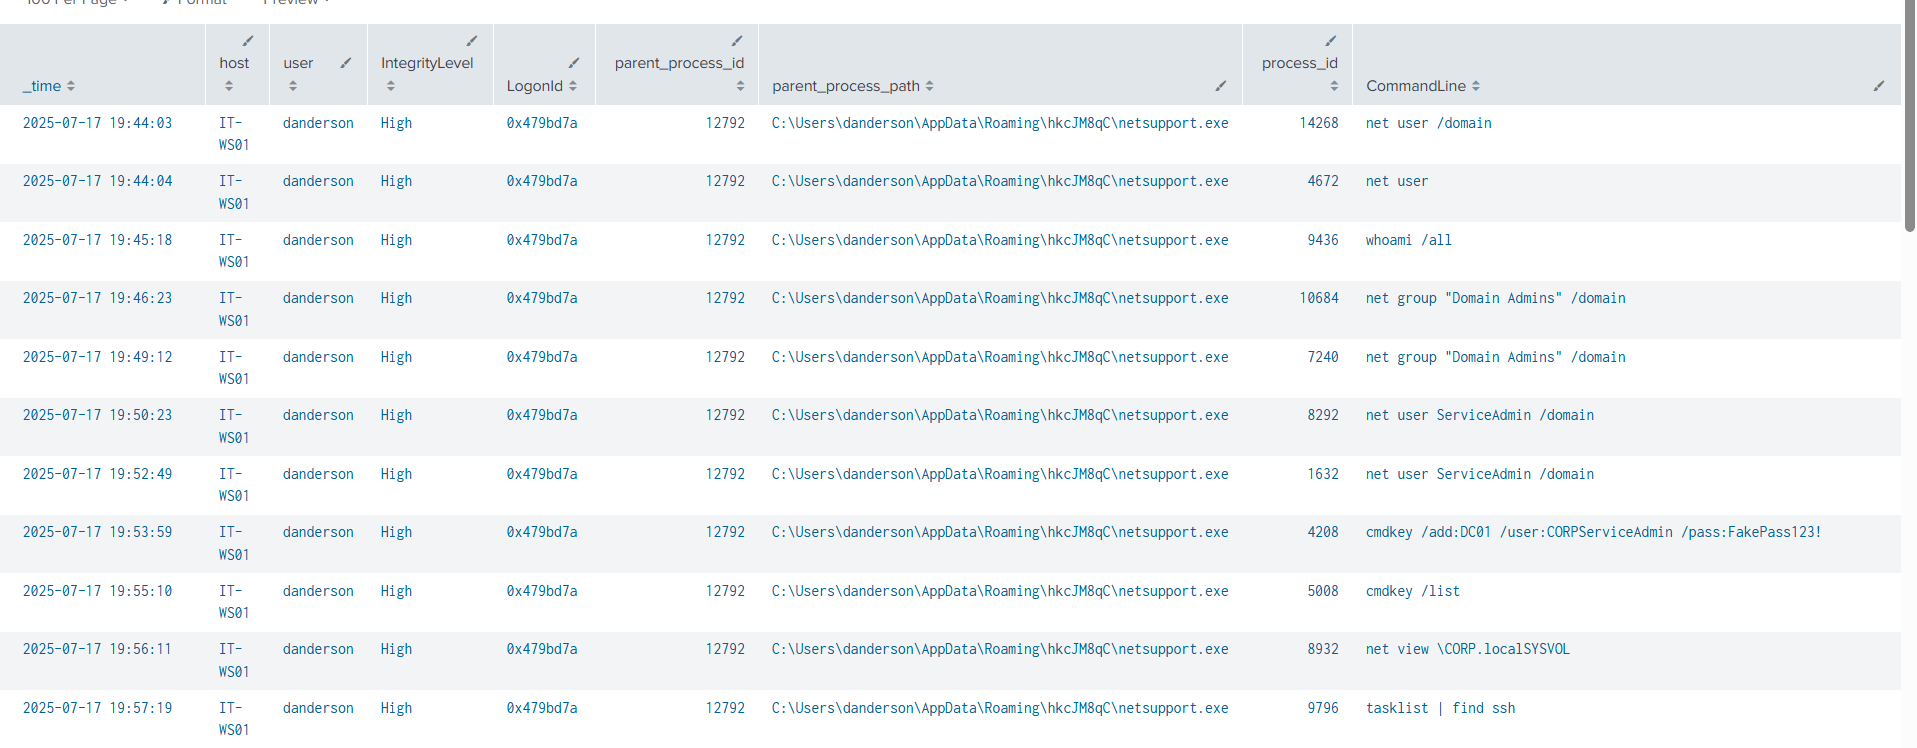 100 Per Page Format Preview
_time host user IntegrityLevel LogonId parent_process_id parent_process_path process_id CommandLine
2025-07-17 19:44:03 IT-WS01 danderson High 0x479bd7a 12792 C:\Users\danderson\AppData\Roaming\hkcJM8qC\netsupport.exe 14268 net user /domain
2025-07-17 19:44:04 IT-WS01 danderson High 0x479bd7a 12792 C:\Users\danderson\AppData\Roaming\hkcJM8qC\netsupport.exe 4672 net user
2025-07-17 19:45:18 IT-WS01 danderson High 0x479bd7a 12792 C:\Users\danderson\AppData\Roaming\hkcJM8qC\netsupport.exe 9436 whoami /all
2025-07-17 19:46:23 IT-WS01 danderson High 0x479bd7a 12792 C:\Users\danderson\AppData\Roaming\hkcJM8qC\netsupport.exe 10684 net group "Domain Admins" /domain
2025-07-17 19:49:12 IT-WS01 danderson High 0x479bd7a 12792 C:\Users\danderson\AppData\Roaming\hkcJM8qC\netsupport.exe 7240 net group "Domain Admins" /domain
2025-07-17 19:50:23 IT-WS01 danderson High 0x479bd7a 12792 C:\Users\danderson\AppData\Roaming\hkcJM8qC\netsupport.exe 8292 net user ServiceAdmin /domain
2025-07-17 19:52:49 IT-WS01 danderson High 0x479bd7a 12792 C:\Users\danderson\AppData\Roaming\hkcJM8qC\netsupport.exe 1632 net user ServiceAdmin /domain
2025-07-17 19:53:59 IT-WS01 danderson High 0x479bd7a 12792 C:\Users\danderson\AppData\Roaming\hkcJM8qC\netsupport.exe 4208 cmdkey /add:DC01 /user:CORPServiceAdmin /pass:FakePass123!
2025-07-17 19:55:10 IT-WS01 danderson High 0x479bd7a 12792 C:\Users\danderson\AppData\Roaming\hkcJM8qC\netsupport.exe 5008 cmdkey /list
2025-07-17 19:56:11 IT-WS01 danderson High 0x479bd7a 12792 C:\Users\danderson\AppData\Roaming\hkcJM8qC\netsupport.exe 8932 net view \CORP.localSYSVOL
2025-07-17 19:57:19 IT-WS01 danderson High 0x479bd7a 12792 C:\Users\danderson\AppData\Roaming\hkcJM8qC\netsupport.exe 9796 tasklist | find ssh